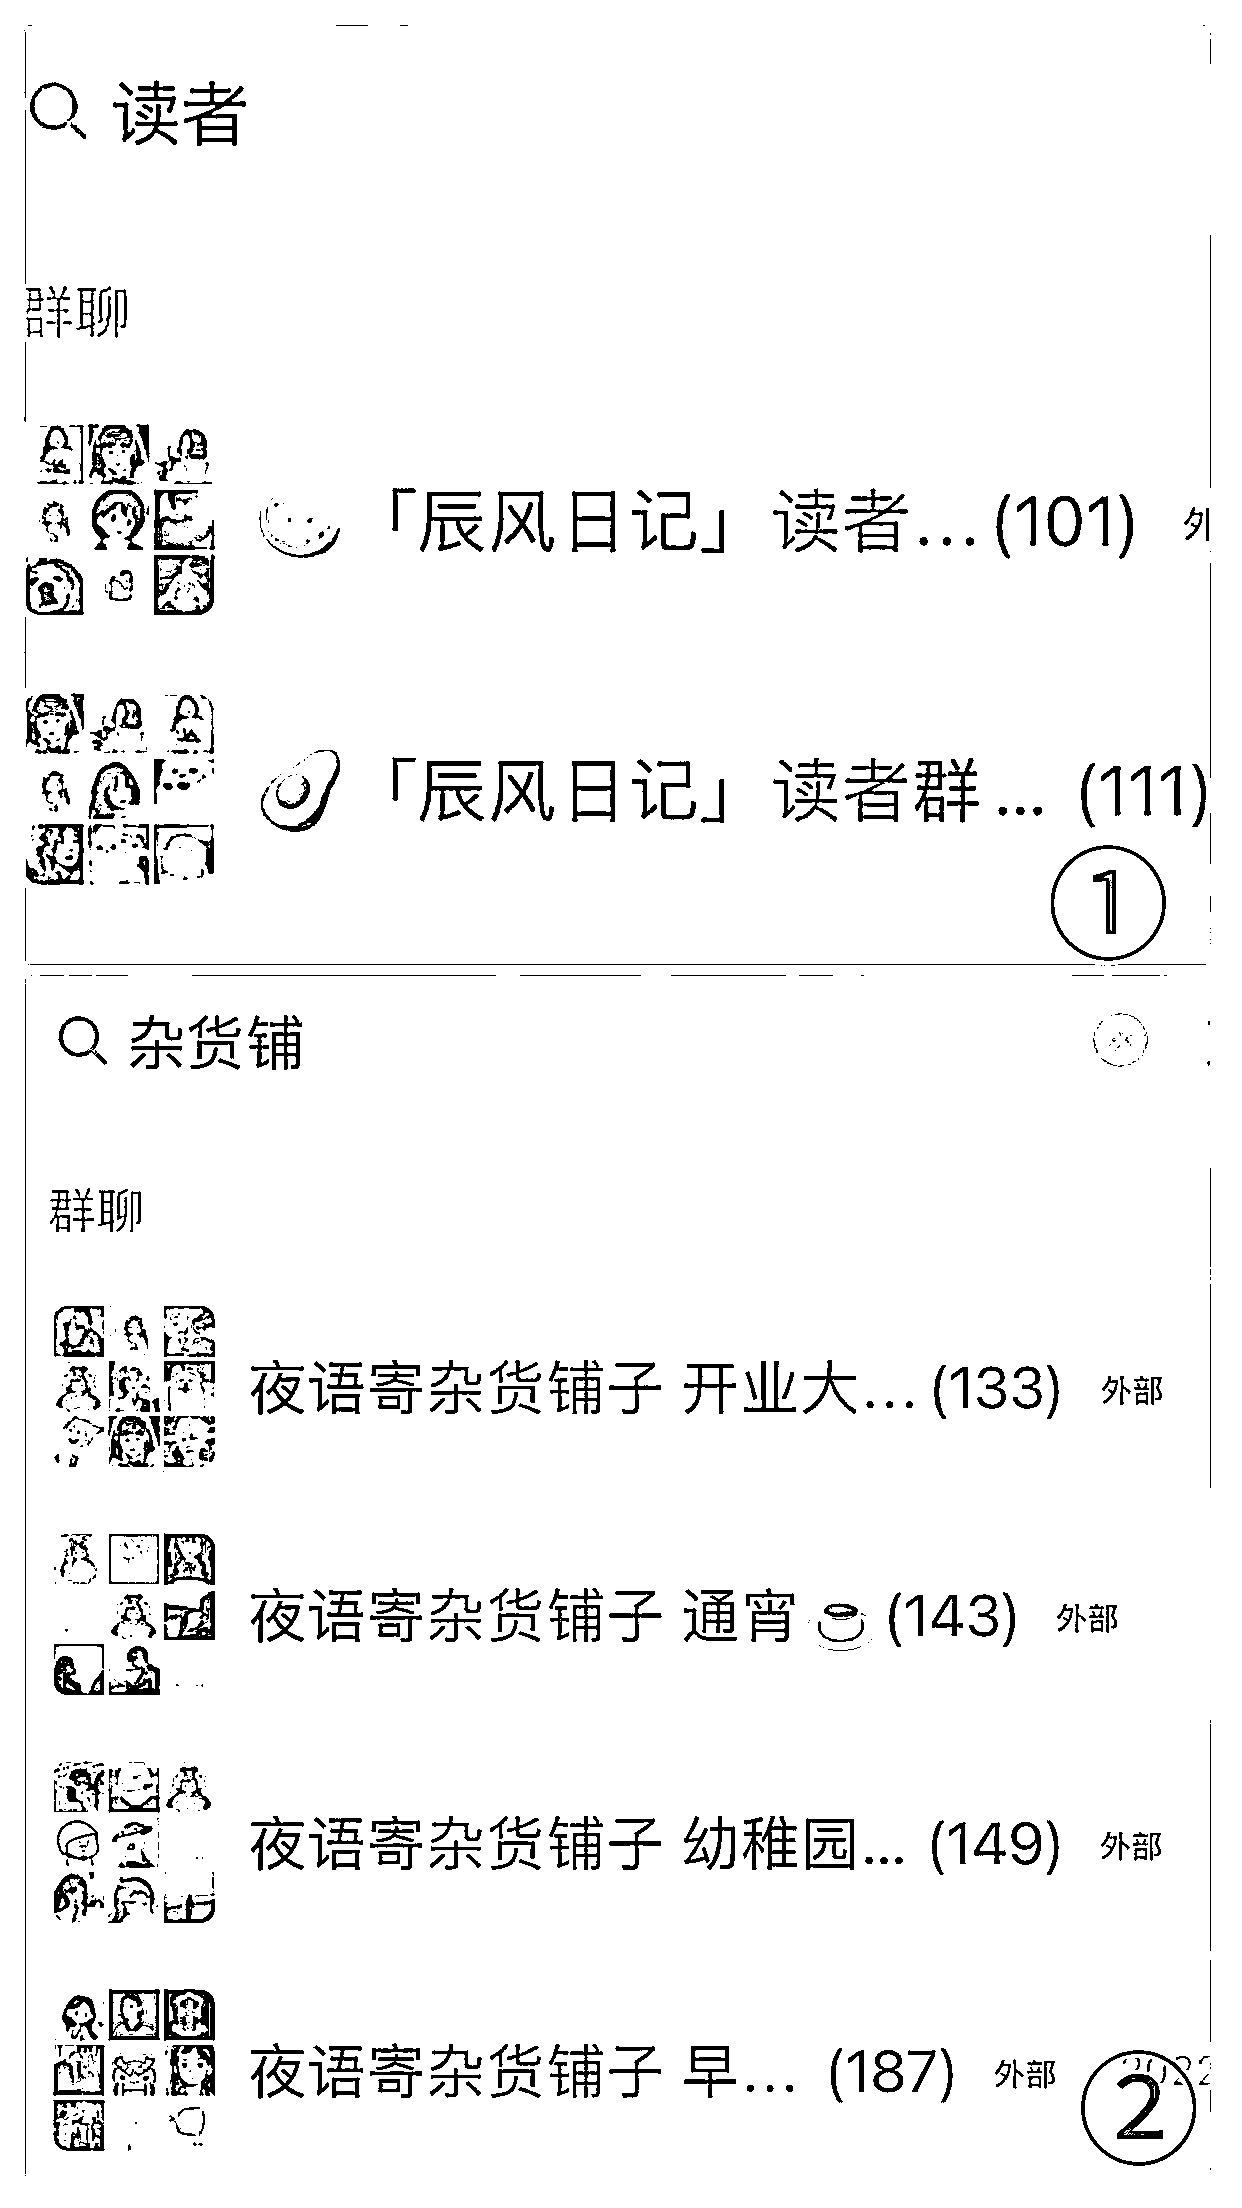 读者
群聊
「辰风日记」读者...(101) 外
「辰风日记」读者群... (111)
①
杂货铺
群聊
夜语寄杂货铺子 开业大...(133) 外部
夜语寄杂货铺子 通宵☕(143) 外部
夜语寄杂货铺子 幼稚园... (149) 外部
夜语寄杂货铺子 早... (187) 外部
②